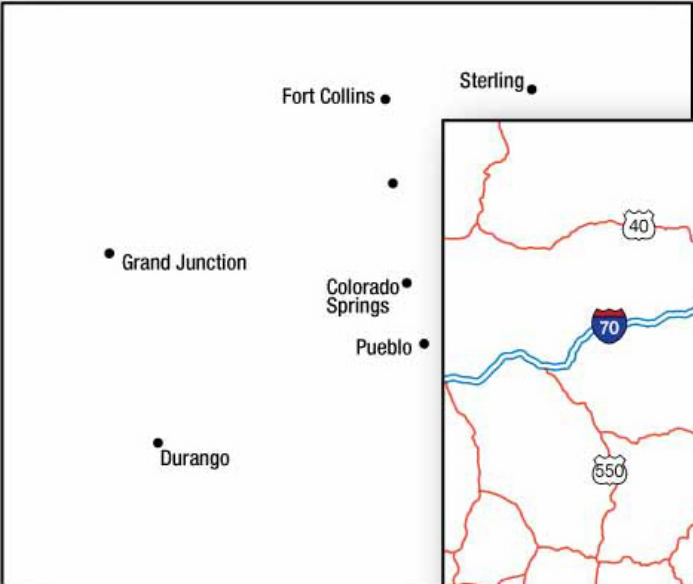 Sterling
Fort Collins
40
Grand Junction
Colorado
Springs
70
Pueblo
Durango
550